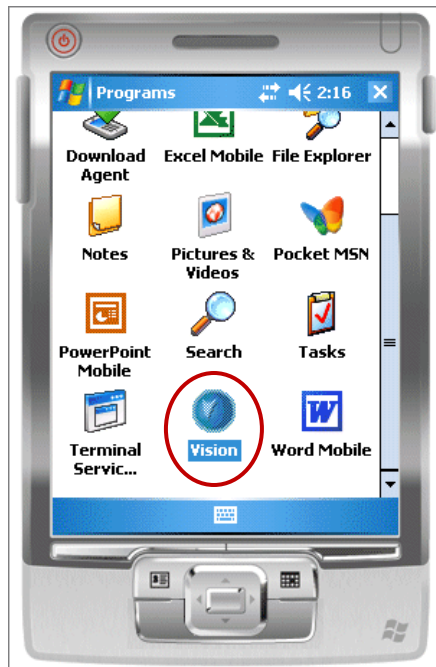 Programs 2:16
Download Excel Mobile File Explorer
Agent
Notes Pictures & Pocket MSN
Videos
PowerPoint Search Tasks
Mobile
Terminal Vision Word Mobile
Servic...